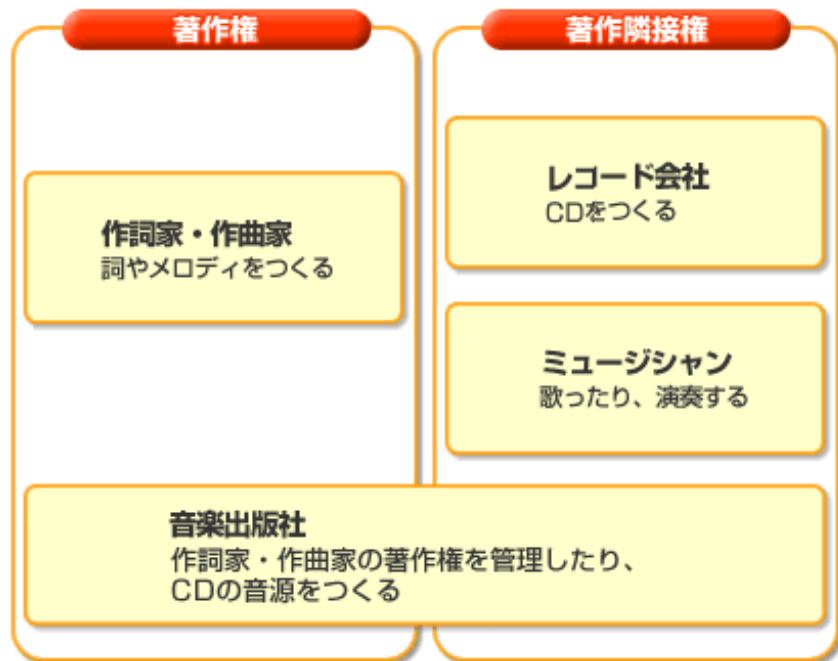 著作権
作詞家・作曲家
詞やメロディをつくる
著作隣接権
レコード会社
CDをつくる
ミュージシャン
歌ったり、演奏する
音楽出版社
作詞家・作曲家の著作権を管理したり、
CDの音源をつくる